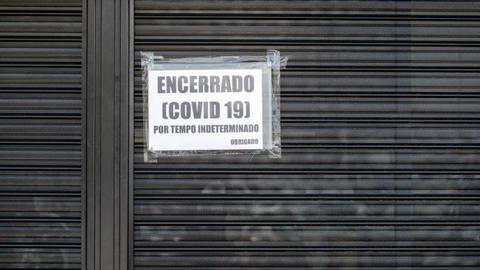 ENCERRADO
(COVID 19)
POR TEMPO INDETERMINADO
OBRIGADO